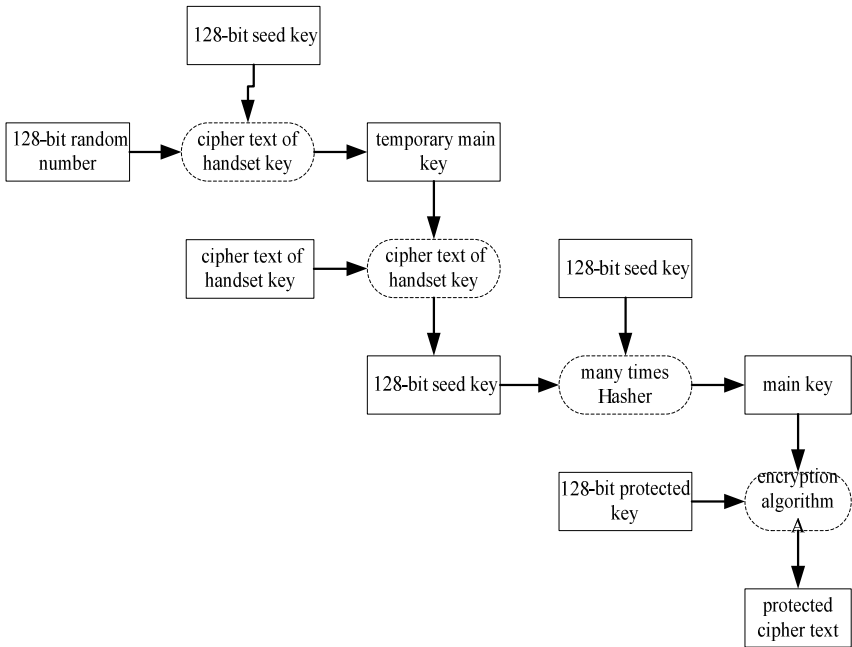 128-bit seed key
128-bit random
number
cipher text of
handset key
temporary main
key
cipher text of
handset key
cipher text of
handset key
128-bit seed key
128-bit seed key
many times
Hasher
main key
128-bit protected
key
encryption
algorithm
A
protected
cipher text